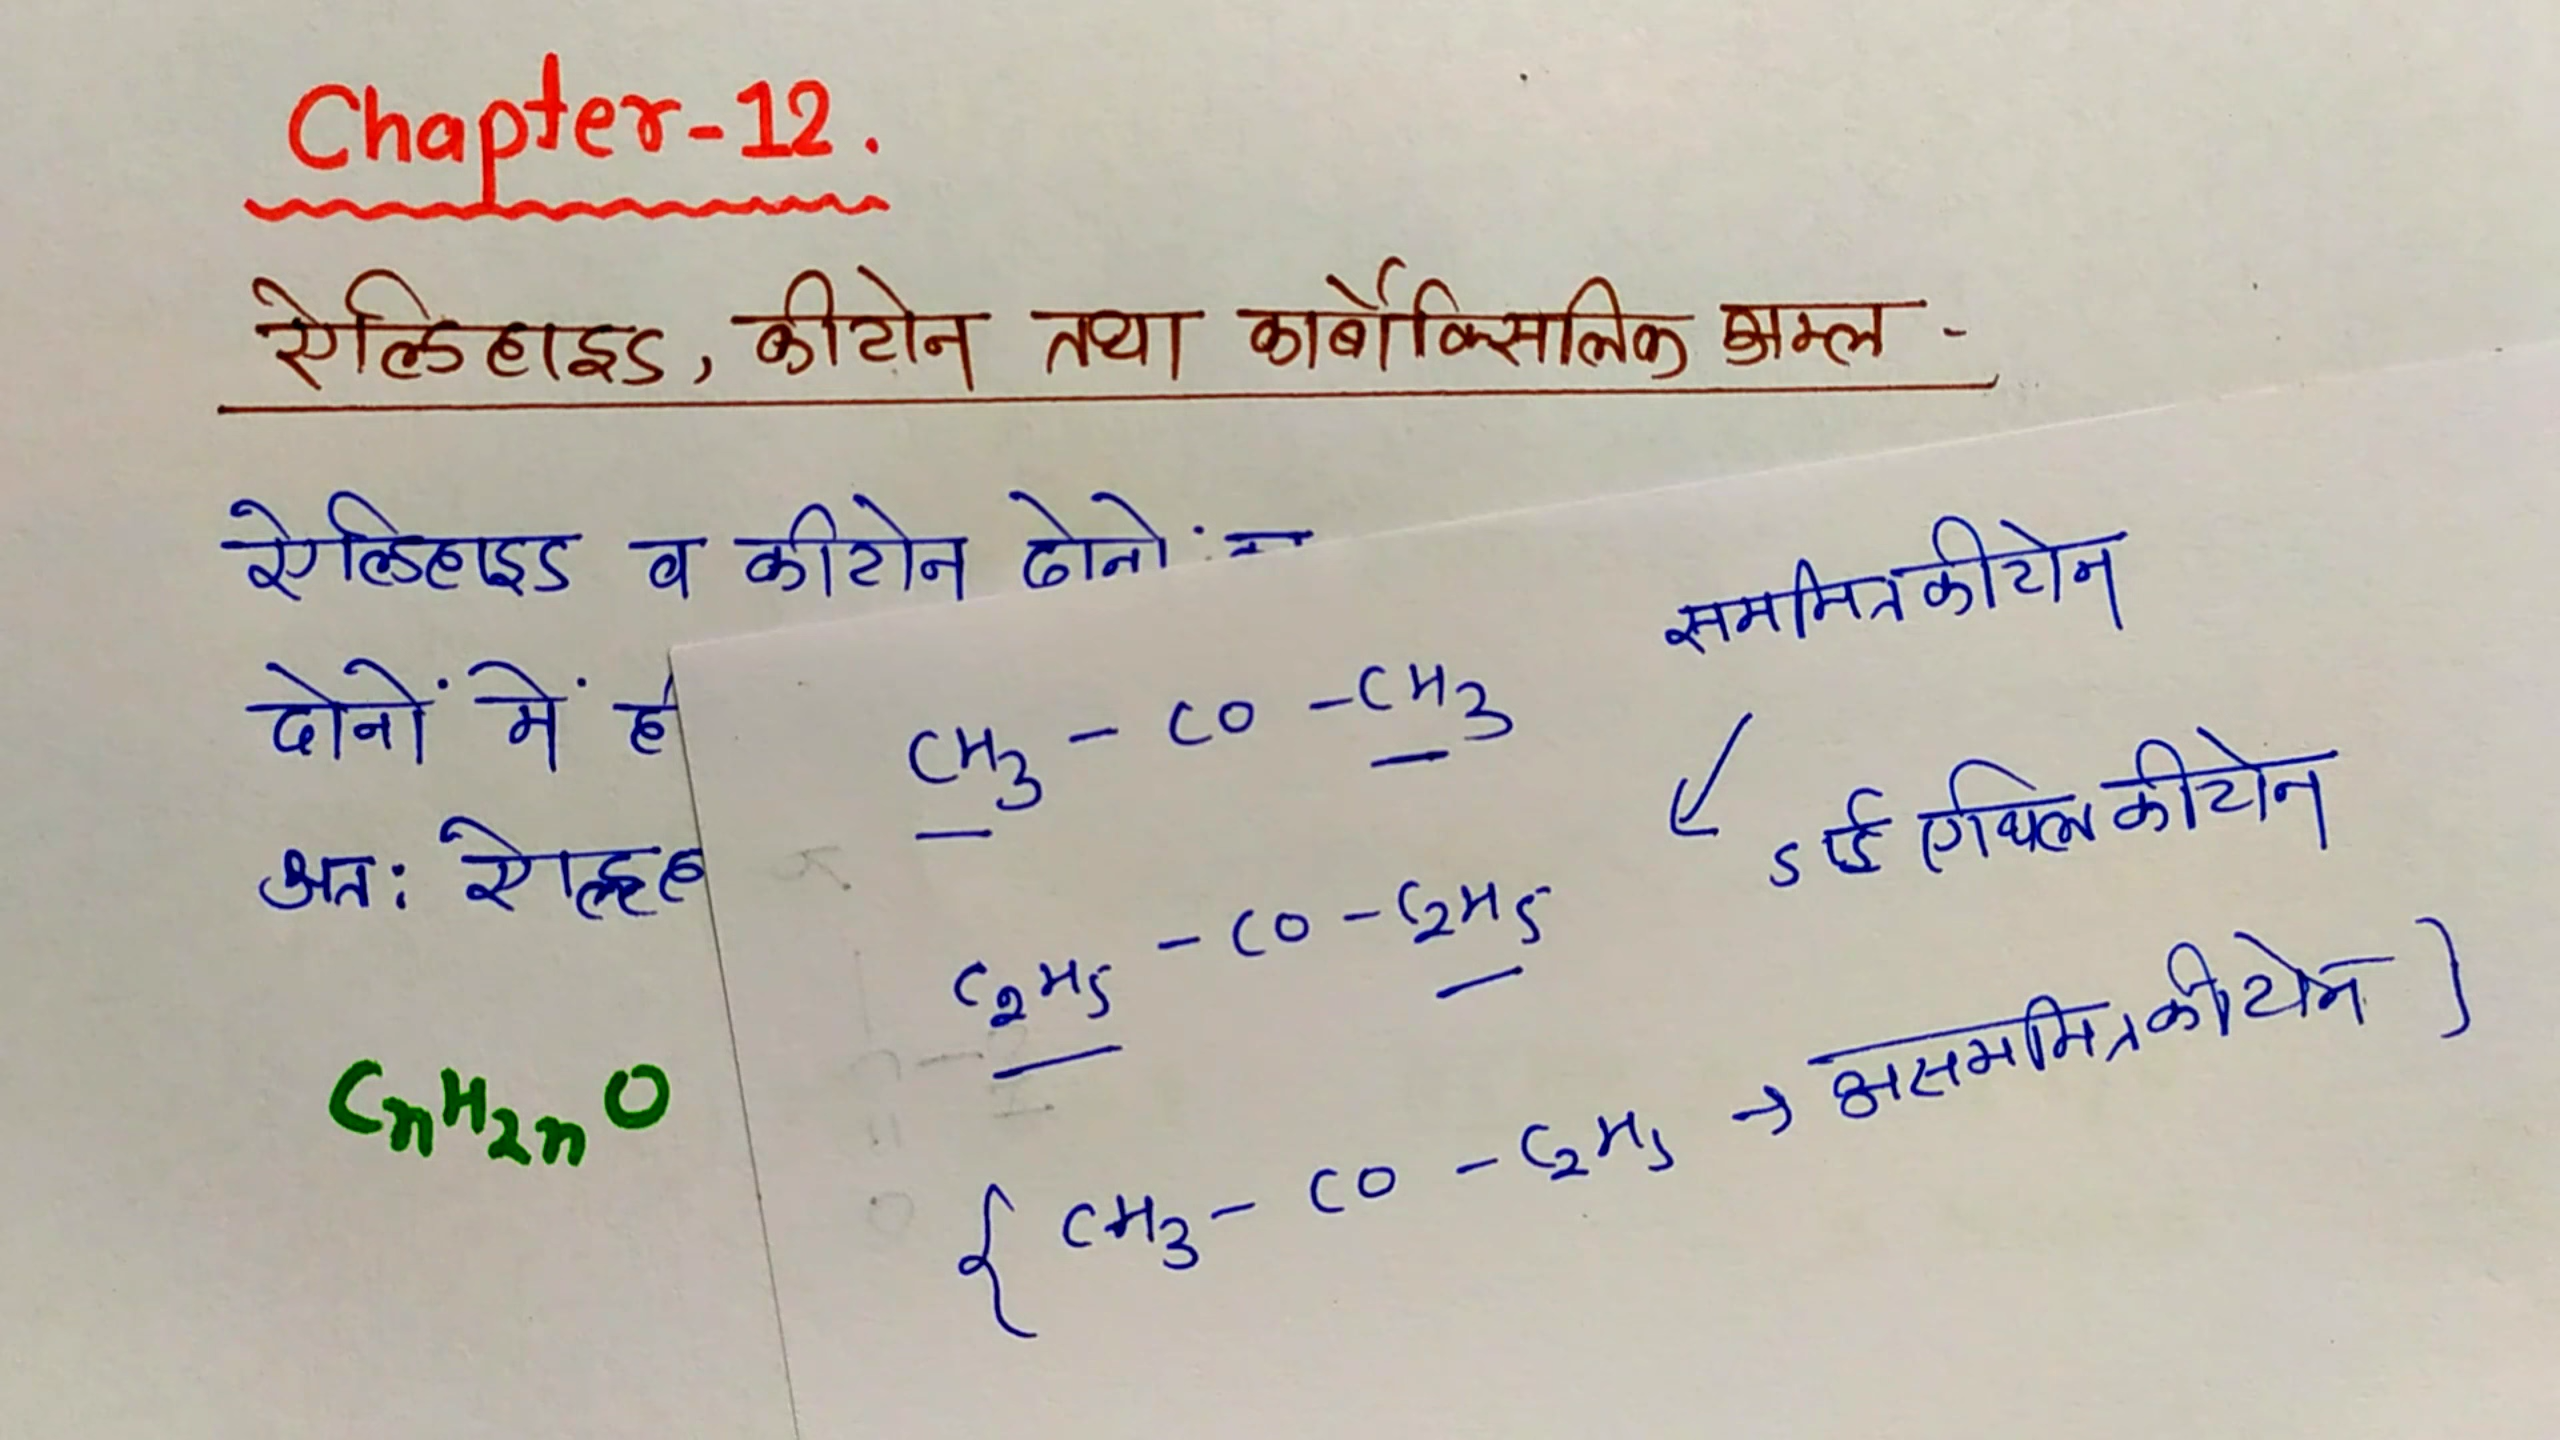 Chapter-12.
ऐल्डिहाइड, कीटोन तथा कार्बोक्सिलिक अम्ल -
ऐल्डिहाइड व कीटोन दोनो :-
दोनों में
अतः
CnH2nO
सममित कीटोन
CH3 - CO - CH3
डाई एथिल कीटोन
C2H5 - CO - C2H5
{ CH3 - CO - C2H5 → असममित कीटोन }